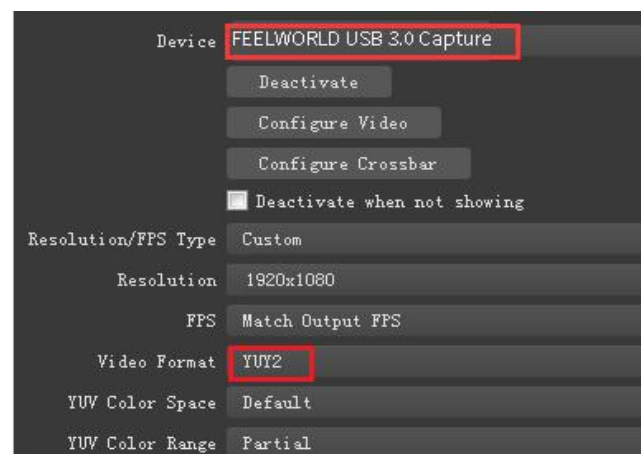 Device FEELWORLD USB 3.0 Capture
Deactivate
Configure Video
Configure Crossbar
Deactivate when not showing
Resolution/FPS Type Custom
Resolution 1920x1080
FPS Match Output FPS
Video Format YUY2
YUV Color Space Default
YUV Color Range Partial